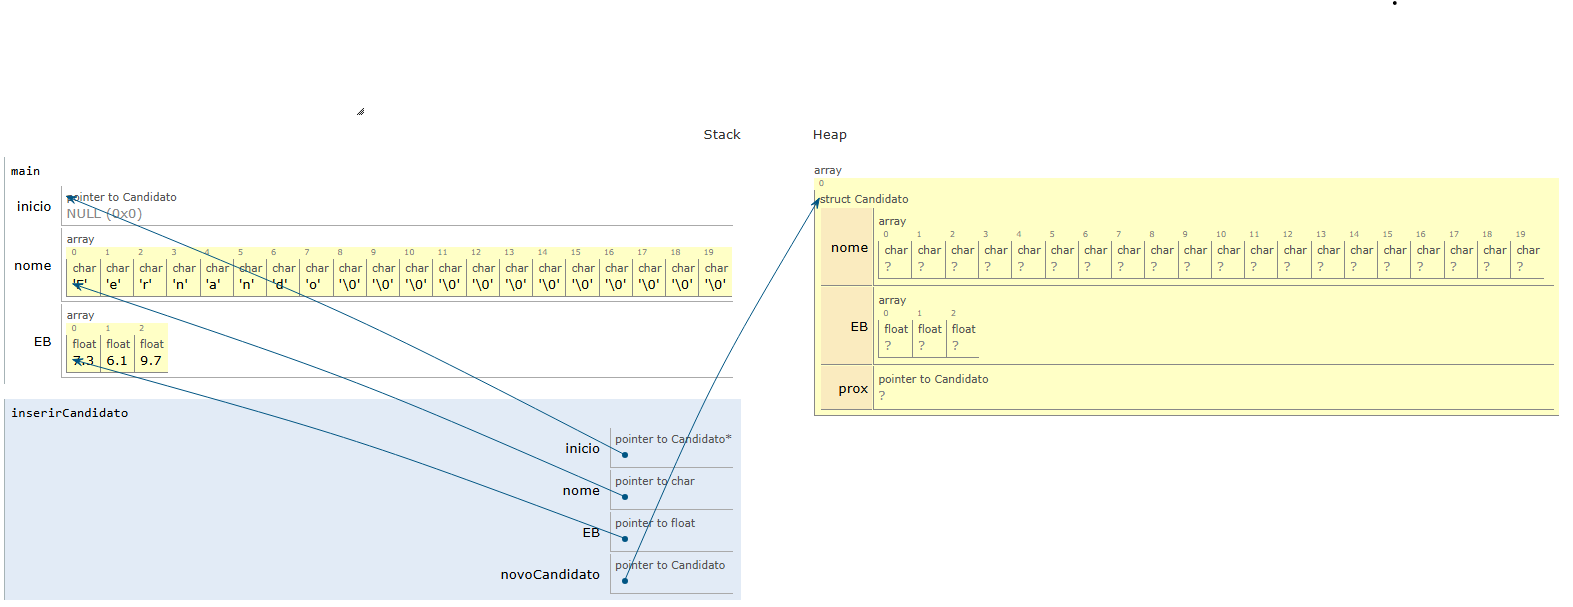 Stack
Heap
main
inicio
pointer to Candidato
NULL (0x0)
nome
array
0 1 2 3 4 5 6 7 8 9 10 11 12 13 14 15 16 17 18 19
char char char char char char char char char char char char char char char char char char char char
'F' 'e' 'r' 'n' 'a' 'n' 'd' 'o' '\0' '\0' '\0' '\0' '\0' '\0' '\0' '\0' '\0' '\0' '\0' '\0'
EB
array
0 1 2
float float float
7.3 6.1 9.7
inserirCandidato
inicio
pointer to Candidato*
nome
pointer to char
EB
pointer to float
novoCandidato
pointer to Candidato
array
0
struct Candidato
nome
array
0 1 2 3 4 5 6 7 8 9 10 11 12 13 14 15 16 17 18 19
char char char char char char char char char char char char char char char char char char char char
? ? ? ? ? ? ? ? ? ? ? ? ? ? ? ? ? ? ? ?
EB
array
0 1 2
float float float
? ? ?
prox
pointer to Candidato
?